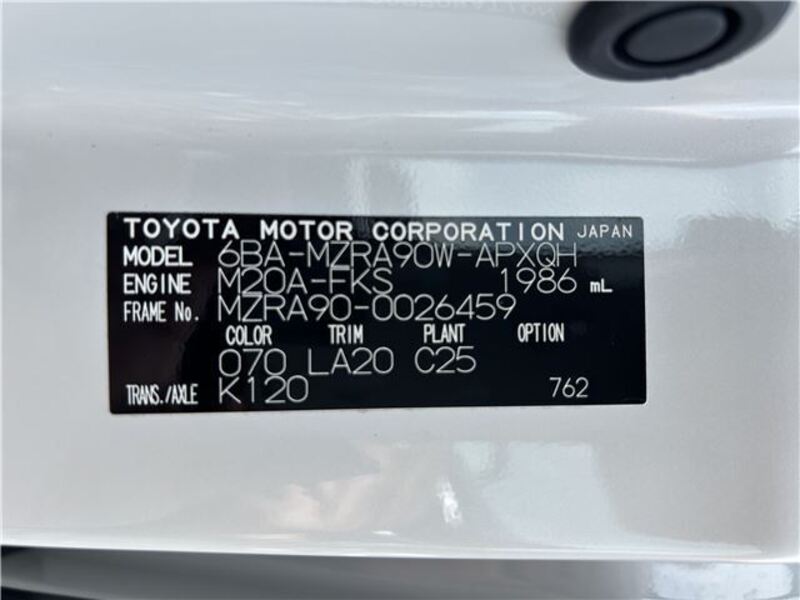 TOYOTA MOTOR CORPORATION JAPAN
MODEL 6BA-MZRA90W-APXQH
ENGINE M20A-FKS 1986 mL
FRAME No. MZRA90-0026459
COLOR TRIM PLANT OPTION
070 LA20 C25
TRANS./AXLE K120 762